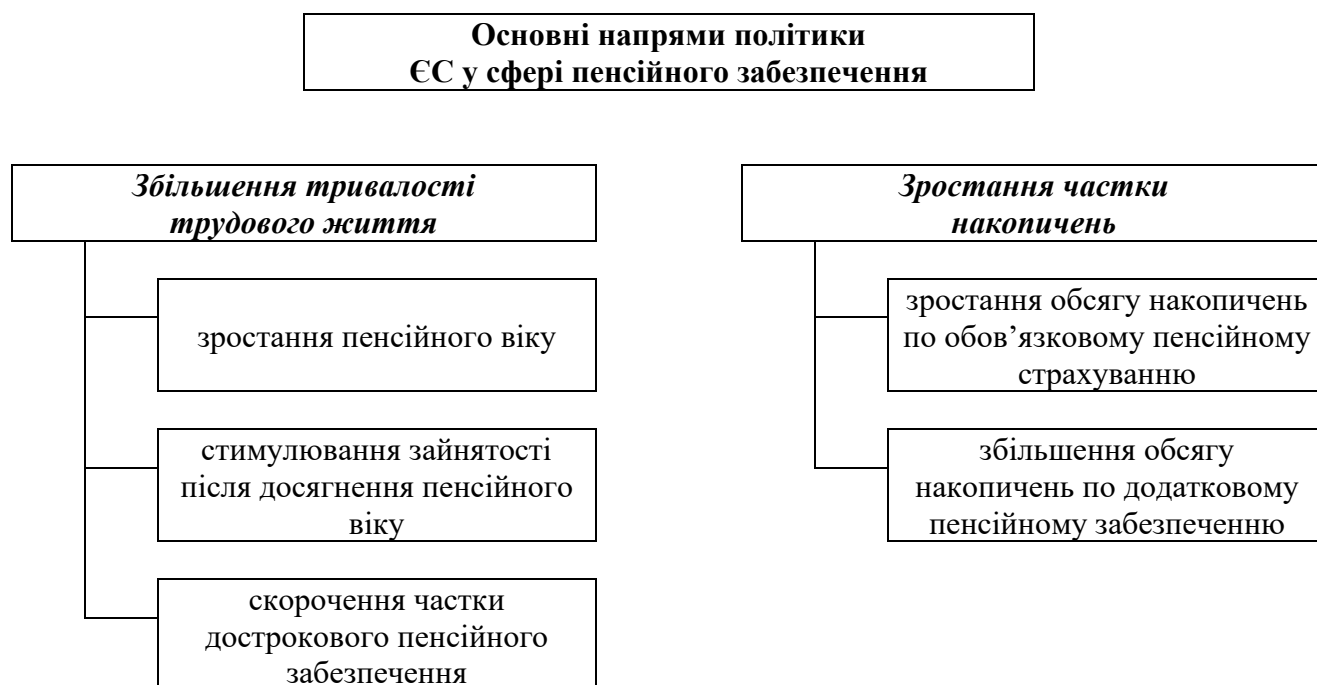 Основні напрями політики
ЄС у сфері пенсійного забезпечення
Збільшення тривалості
трудового життя
зростання пенсійного віку
стимулювання зайнятості
після досягнення пенсійного
віку
скорочення частки
дострокового пенсійного
забезпечення
Зростання частки
накопичень
зростання обсягу накопичень
по обов’язковому пенсійному
страхуванню
збільшення обсягу
накопичень по додатковому
пенсійному забезпеченню